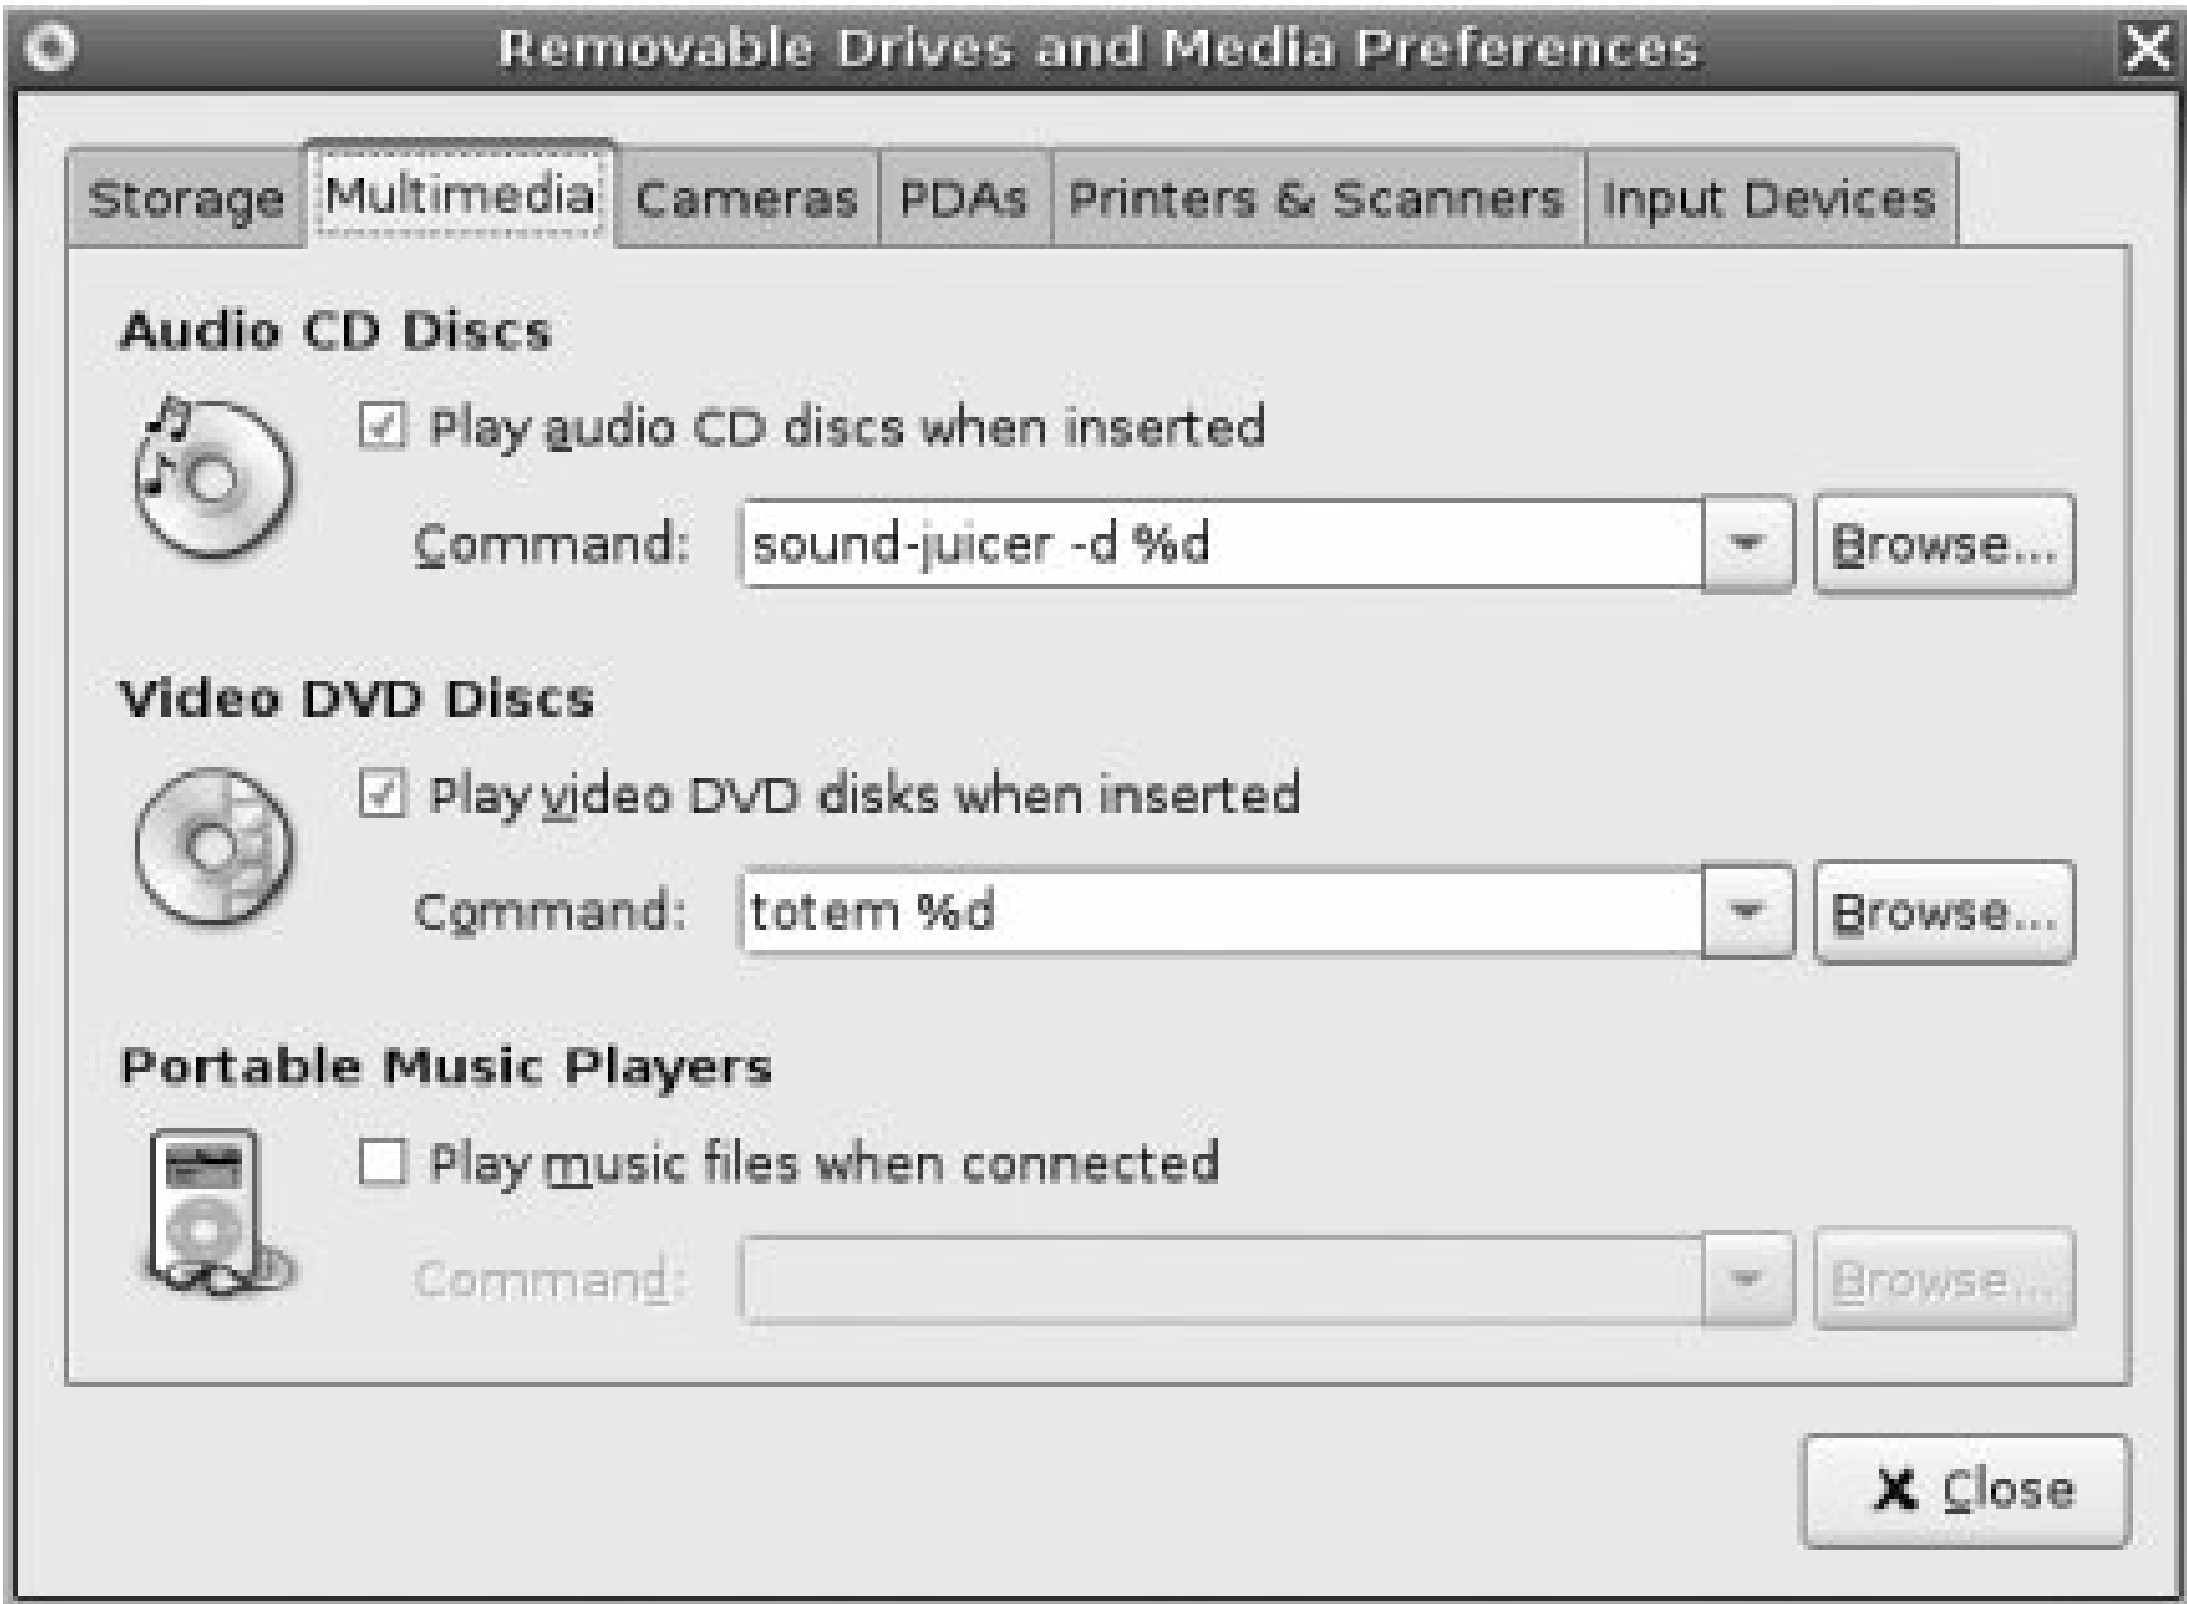 Removable Drives and Media Preferences
Storage Multimedia Cameras PDAs Printers & Scanners Input Devices
Audio CD Discs
Play audio CD discs when inserted
Command: sound-juicer -d %d Browse...
Video DVD Discs
Play video DVD disks when inserted
Command: totem %d Browse...
Portable Music Players
Play music files when connected
Command: Browse...
Close